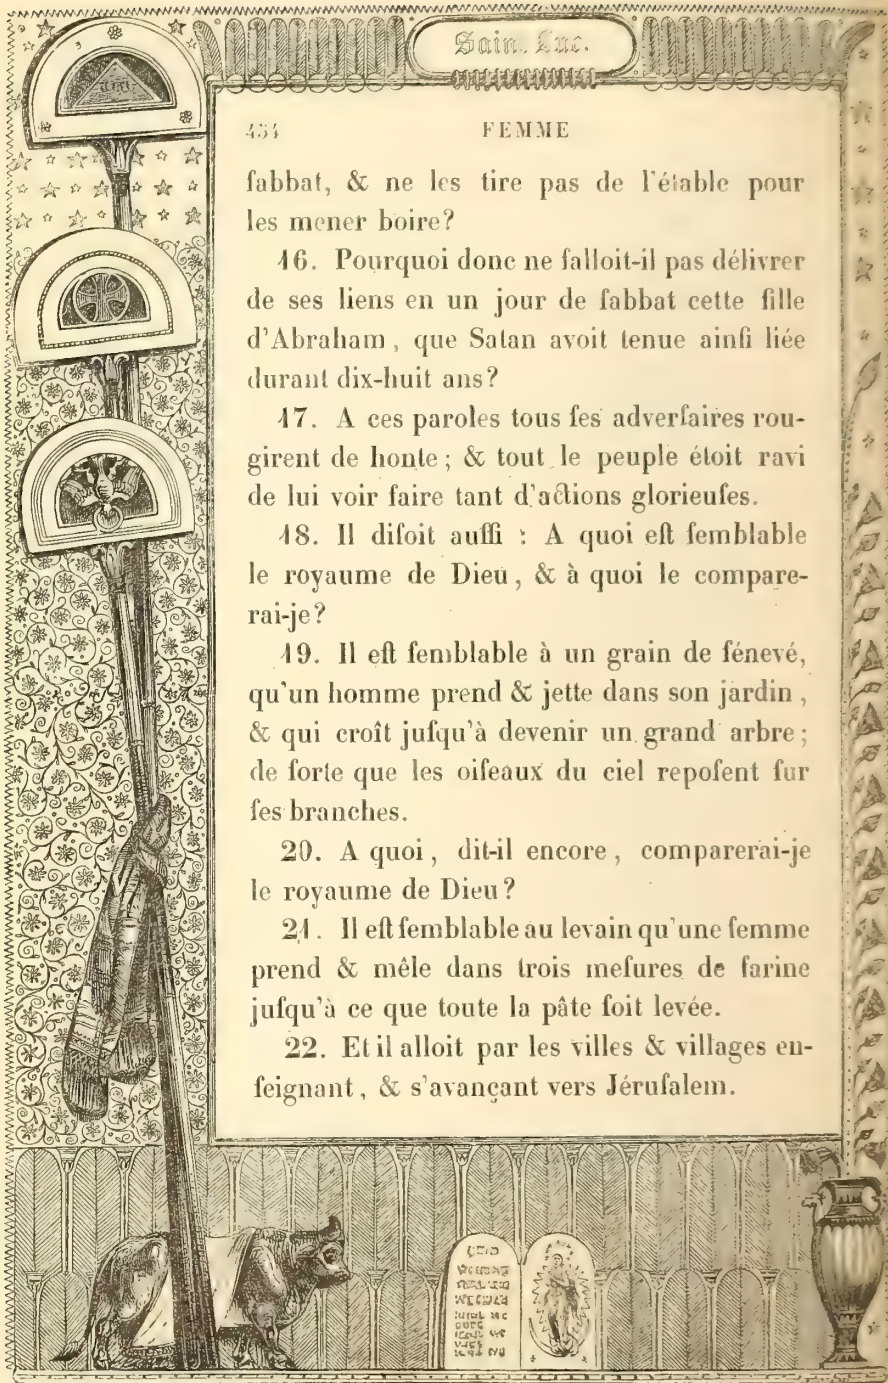 Sain. Luc.
454 FEMME
ſabbat, & ne les tire pas de l'étable pour
les mener boire?
16. Pourquoi donc ne falloit-il pas délivrer
de ses liens en un jour de ſabbat cette fille
d'Abraham, que Satan avoit tenue ainſi liée
durant dix-huit ans?
17. A ces paroles tous ſes adverſaires rou-
girent de honte; & tout le peuple étoit ravi
de lui voir faire tant d'actions glorieuſes.
18. Il diſoit auſſi : A quoi eſt ſemblable
le royaume de Dieu, & à quoi le compare-
rai-je?
19. Il eſt ſemblable à un grain de ſénevé,
qu'un homme prend & jette dans son jardin,
& qui croît juſqu'à devenir un grand arbre;
de ſorte que les oiſeaux du ciel repoſent ſur
ſes branches.
20. A quoi, dit-il encore, comparerai-je
le royaume de Dieu?
21. Il eſt ſemblable au levain qu'une femme
prend & mêle dans trois meſures de farine
juſqu'à ce que toute la pâte ſoit levée.
22. Et il alloit par les villes & villages en-
ſeignant, & s'avançant vers Jéruſalem.